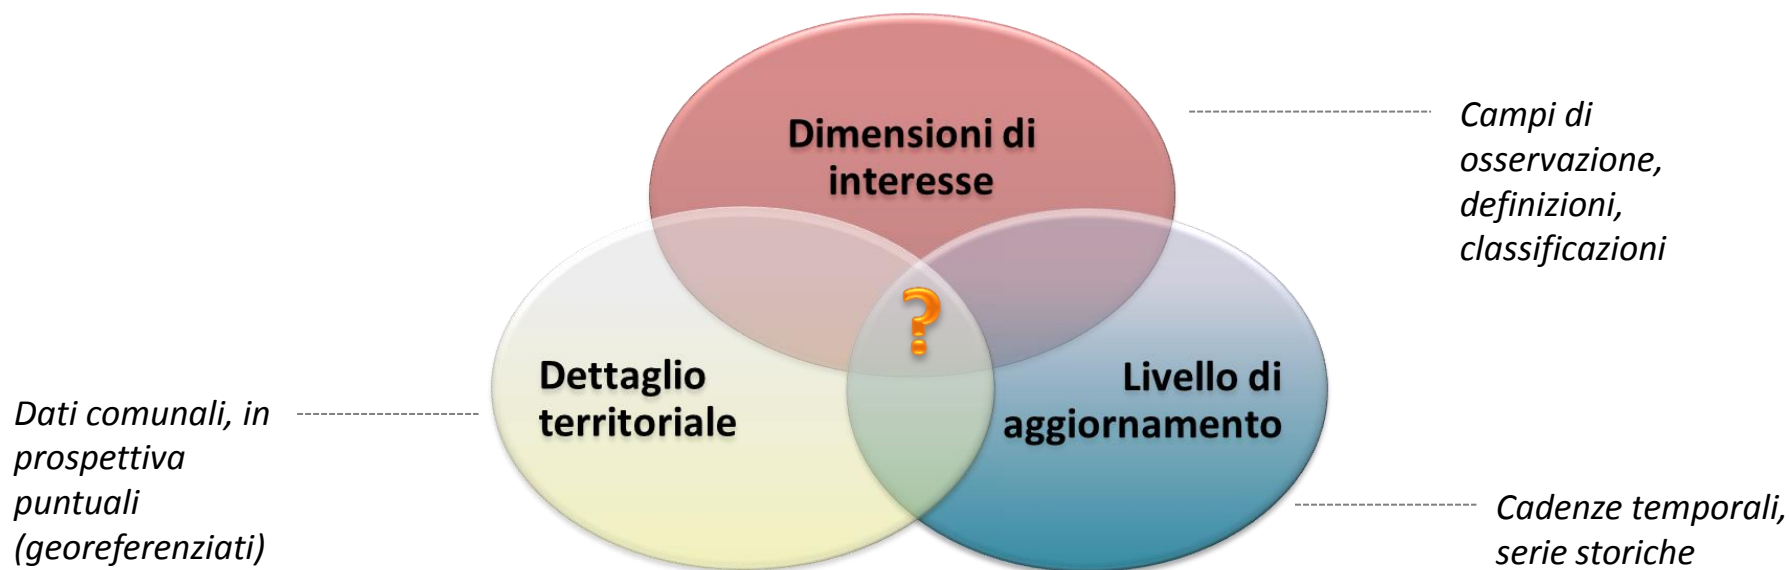 Dimensioni di
interesse
Campi di
osservazione,
definizioni,
classificazioni
?
Dettaglio
territoriale
Livello di
aggiornamento
Dati comunali, in
prospettiva
puntuali
(georeferenziati)
Cadenze temporali,
serie storiche